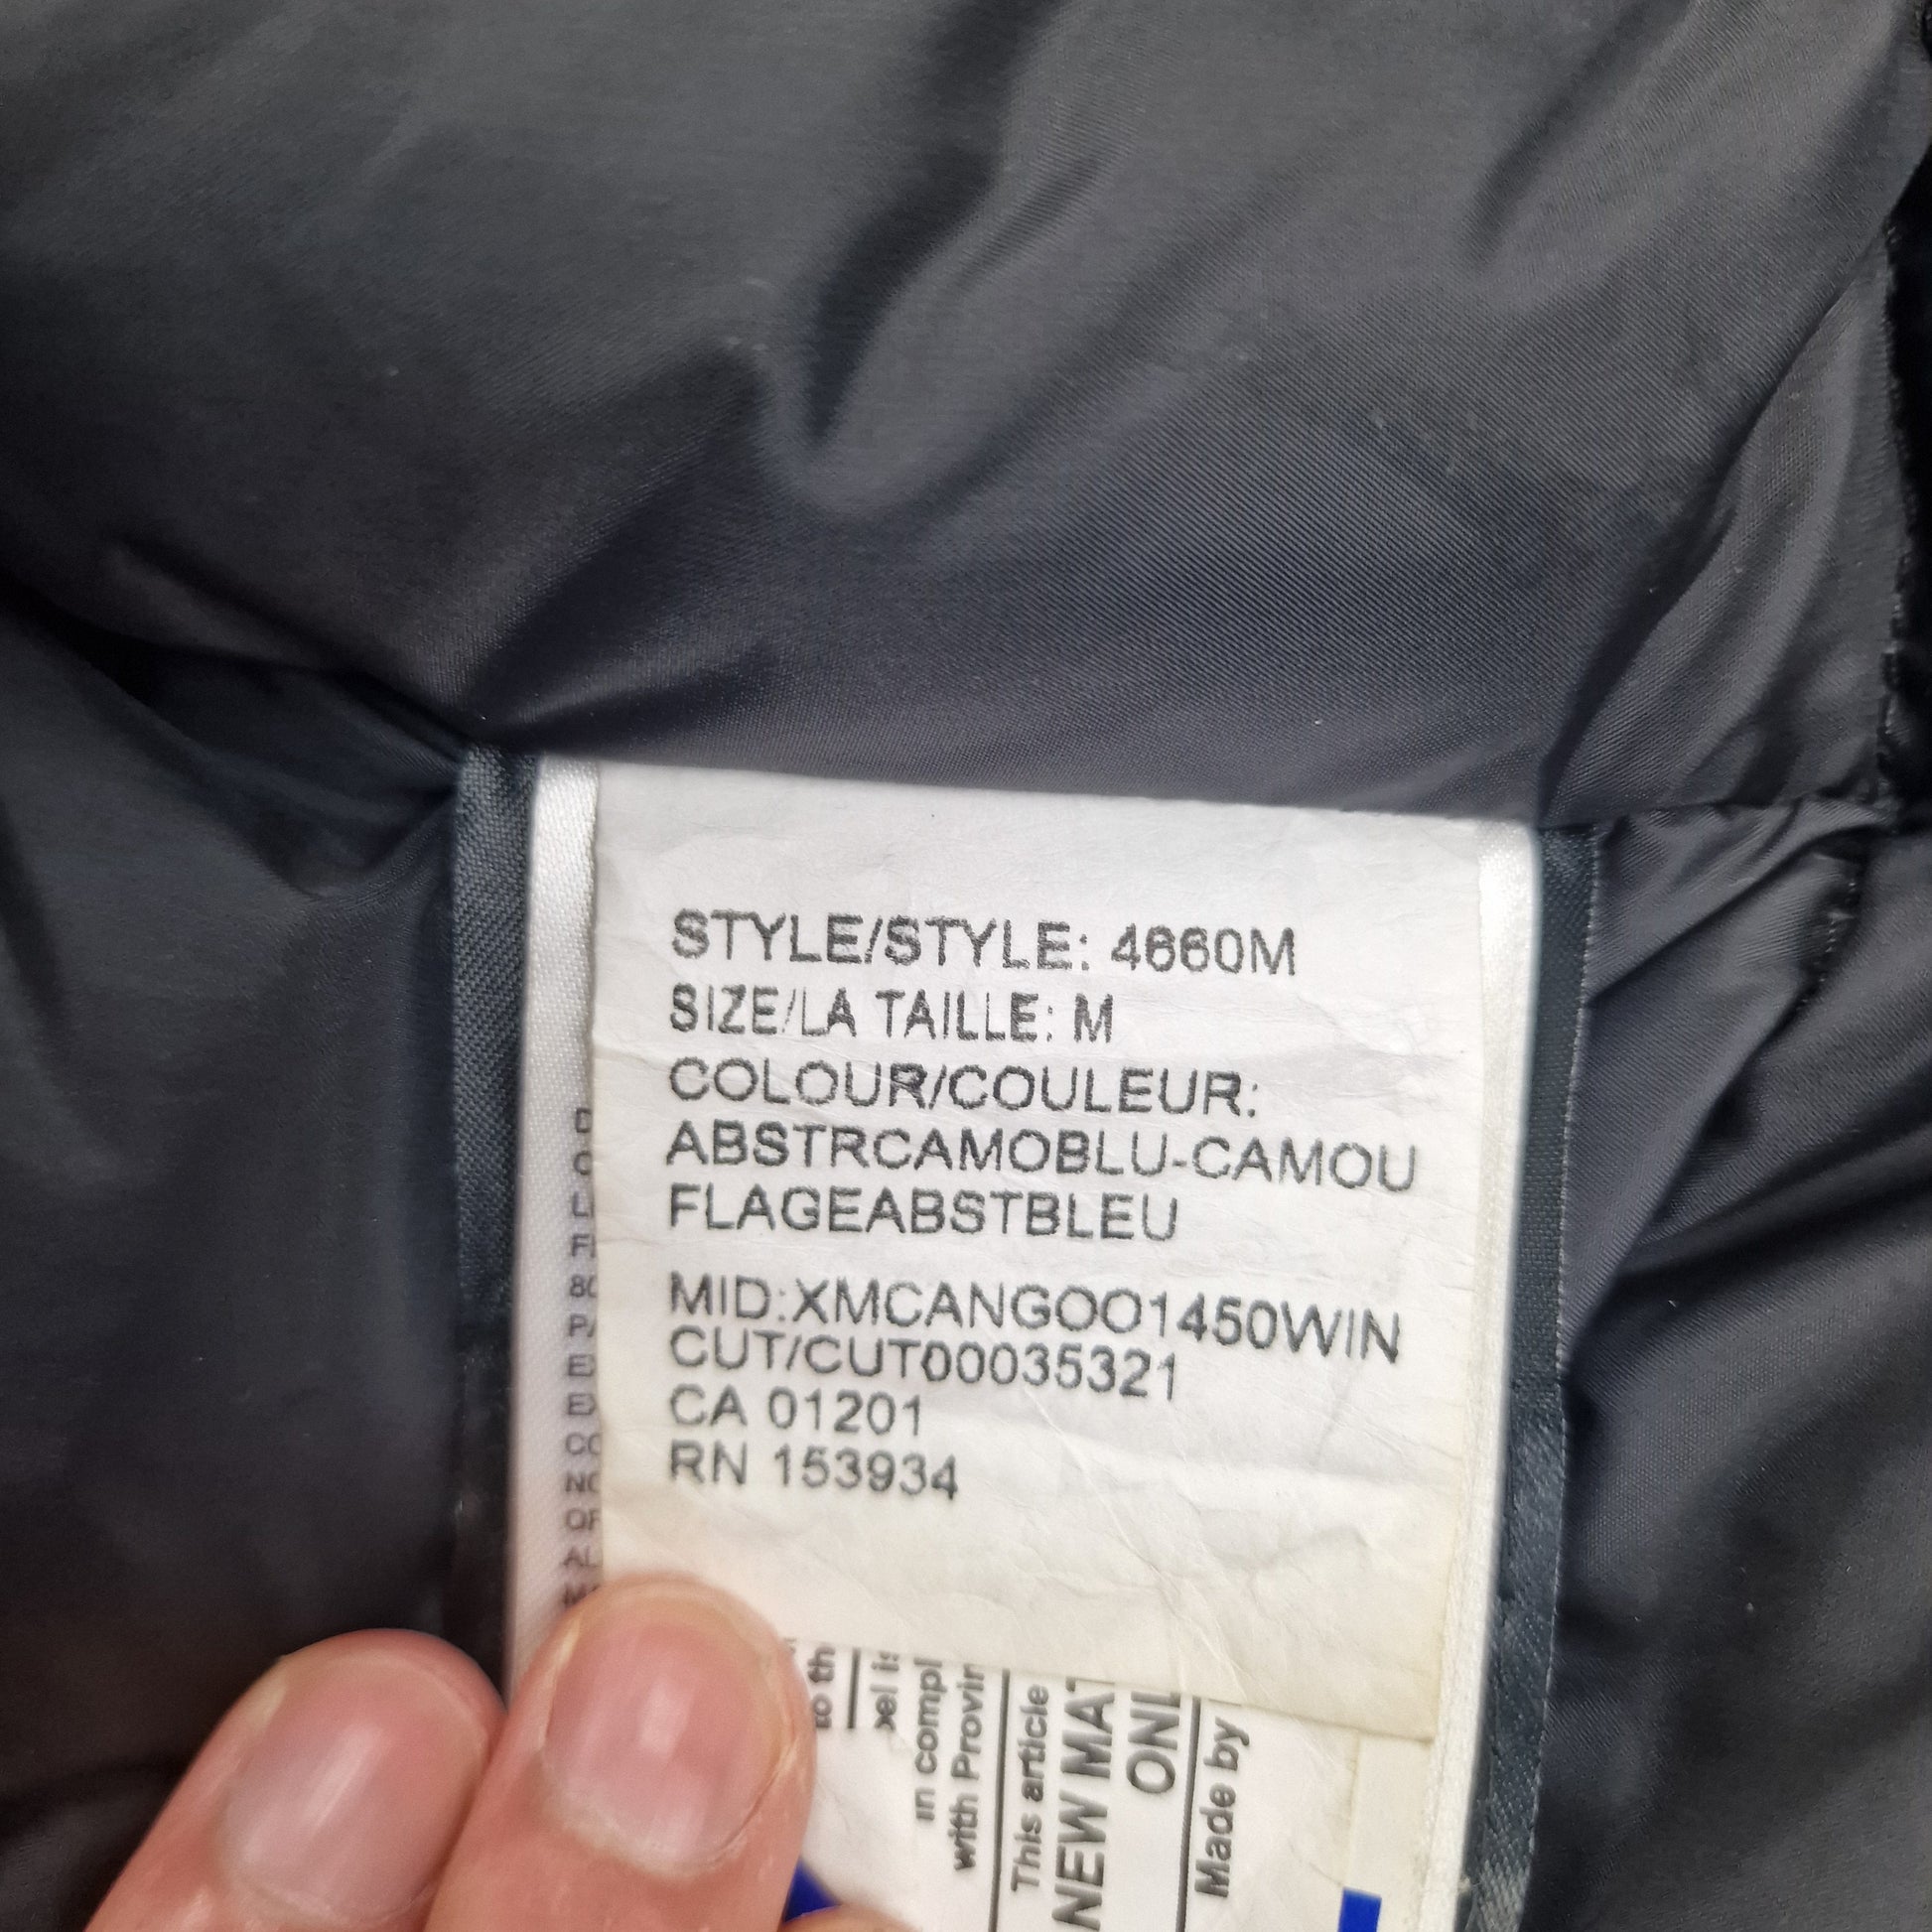 STYLE/STYLE: 4660M
SIZE/LA TAILLE: M
COLOUR/COULEUR:
ABSTRCAMOBLU-CAMOU
FLAGEABSTBLEU
MID:XMCANGOO1450WIN
CUT/CUT00035321
CA 01201
RN 153934
in compl
with Provin
This article
NEW MAT
ONL
Made by